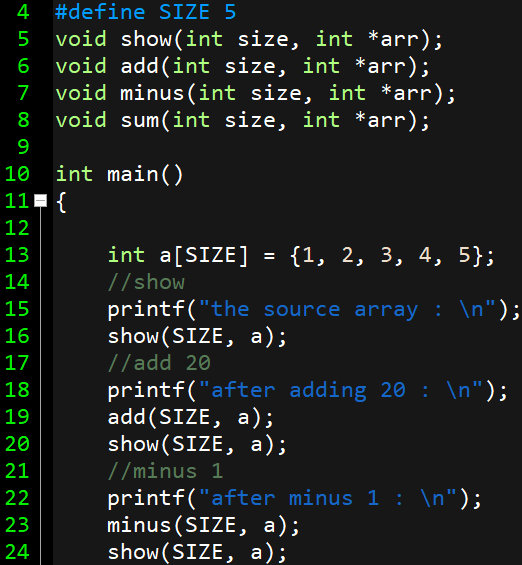 4 #define SIZE 5
5 void show(int size, int *arr);
6 void add(int size, int *arr);
7 void minus(int size, int *arr);
8 void sum(int size, int *arr);
9
10 int main()
11 {
12
13 int a[SIZE] = {1, 2, 3, 4, 5};
14 //show
15 printf("the source array : \n");
16 show(SIZE, a);
17 //add 20
18 printf("after adding 20 : \n");
19 add(SIZE, a);
20 show(SIZE, a);
21 //minus 1
22 printf("after minus 1 : \n");
23 minus(SIZE, a);
24 show(SIZE, a);